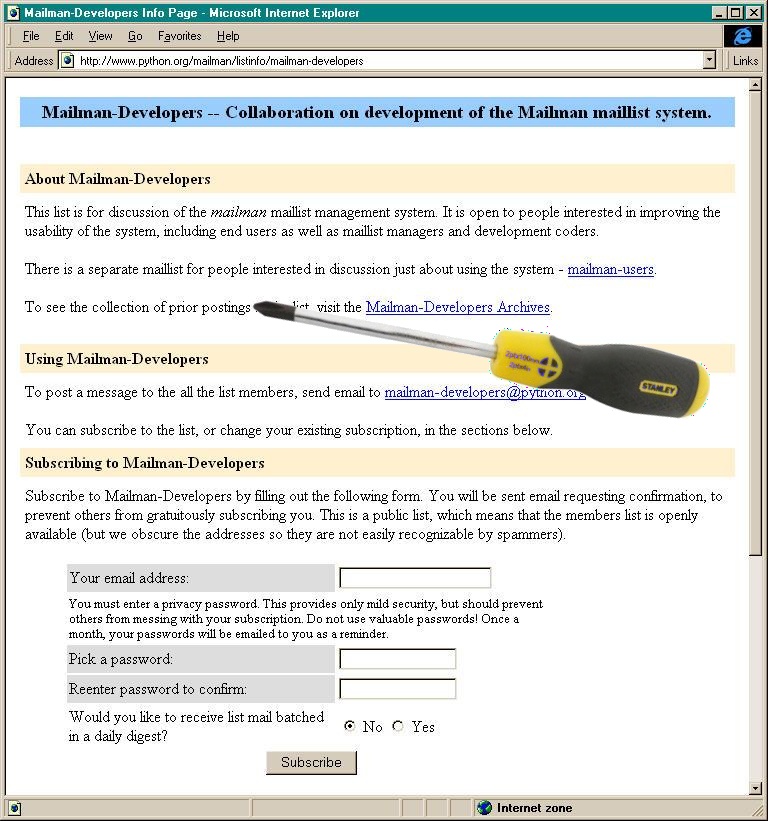 Mailman-Developers Info Page - Microsoft Internet Explorer
File Edit View Go Favorites Help
Address http://www.python.org/mailman/listinfo/mailman-developers Links
Mailman-Developers -- Collaboration on development of the Mailman maillist system.
About Mailman-Developers
This list is for discussion of the mailman maillist management system. It is open to people interested in improving the
usability of the system, including end users as well as maillist managers and development coders.
There is a separate maillist for people interested in discussion just about using the system - mailman-users.
To see the collection of prior postings list, visit the Mailman-Developers Archives.
Using Mailman-Developers
To post a message to the all the list members, send email to mailman-developers@python.org
STANLEY
You can subscribe to the list, or change your existing subscription, in the sections below.
Subscribing to Mailman-Developers
Subscribe to Mailman-Developers by filling out the following form. You will be sent email requesting confirmation, to
prevent others from gratuitously subscribing you. This is a public list, which means that the members list is openly
available (but we obscure the addresses so they are not easily recognizable by spammers).
Your email address:
You must enter a privacy password. This provides only mild security, but should prevent
others from messing with your subscription. Do not use valuable passwords! Once a
month, your passwords will be emailed to you as a reminder.
Pick a password:
Reenter password to confirm:
Would you like to receive list mail batched
in a daily digest?
No Yes
Subscribe
Internet zone